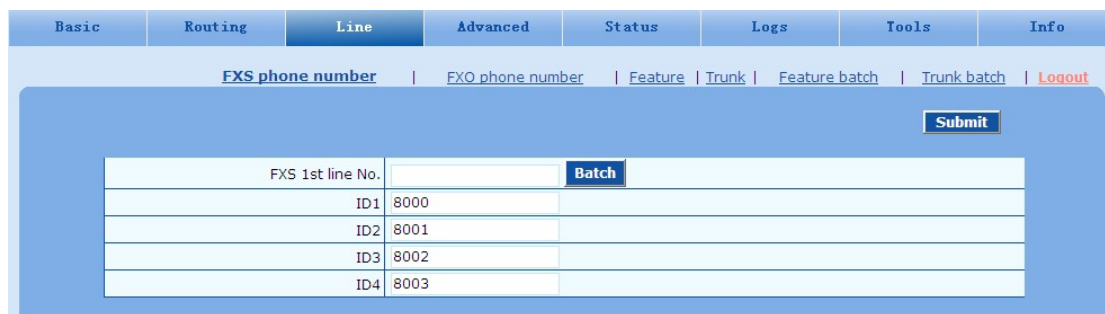 Basic Routing Line Advanced Status Logs Tools Info
FXS phone number | FXO phone number | Feature | Trunk | Feature batch | Trunk batch | Logout
Submit
FXS 1st line No. Batch
ID1 8000
ID2 8001
ID3 8002
ID4 8003